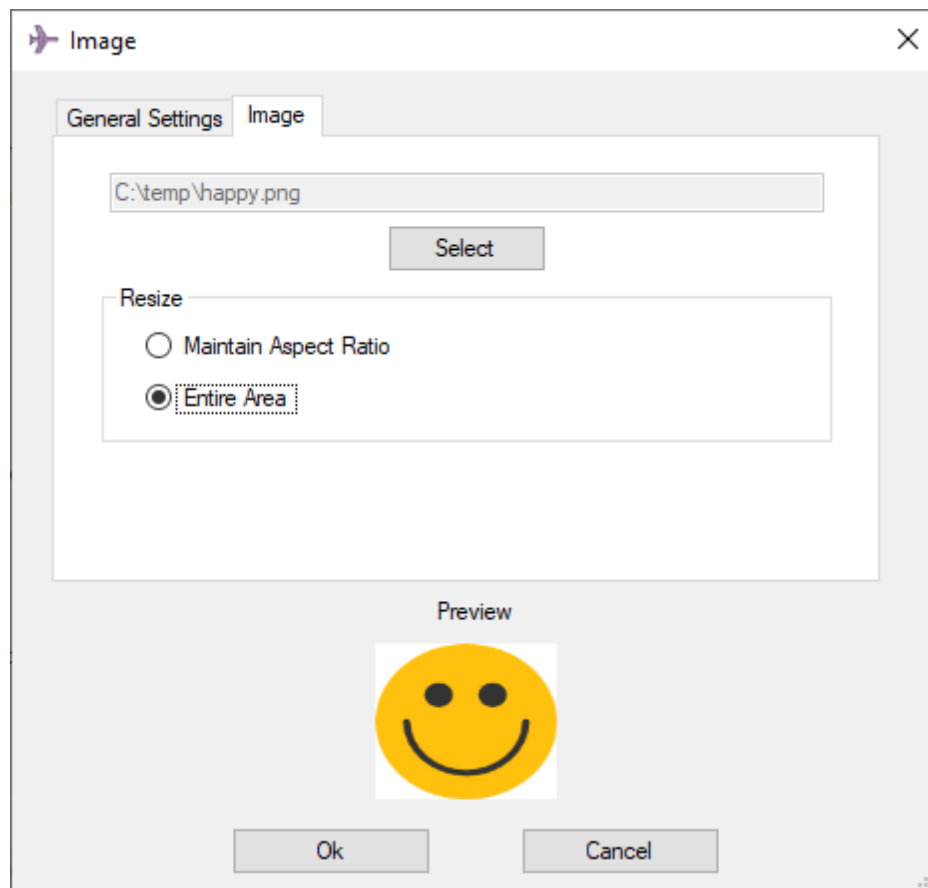 Image
General Settings
Image
C:\temp\happy.png
Select
Resize
Maintain Aspect Ratio
Entire Area
Preview
Ok
Cancel